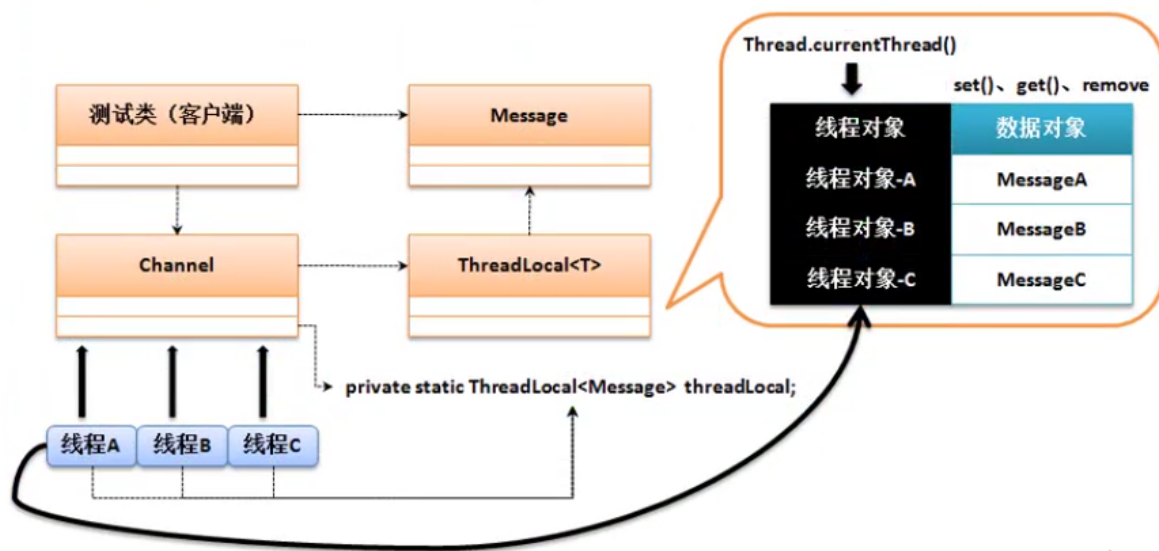 Thread.currentThread()
set()、get()、remove
测试类（客户端）
Message
线程对象
数据对象
线程对象-A
MessageA
线程对象-B
MessageB
Channel
ThreadLocal<T>
线程对象-C
MessageC
private static ThreadLocal<Message> threadLocal;
线程A
线程B
线程C